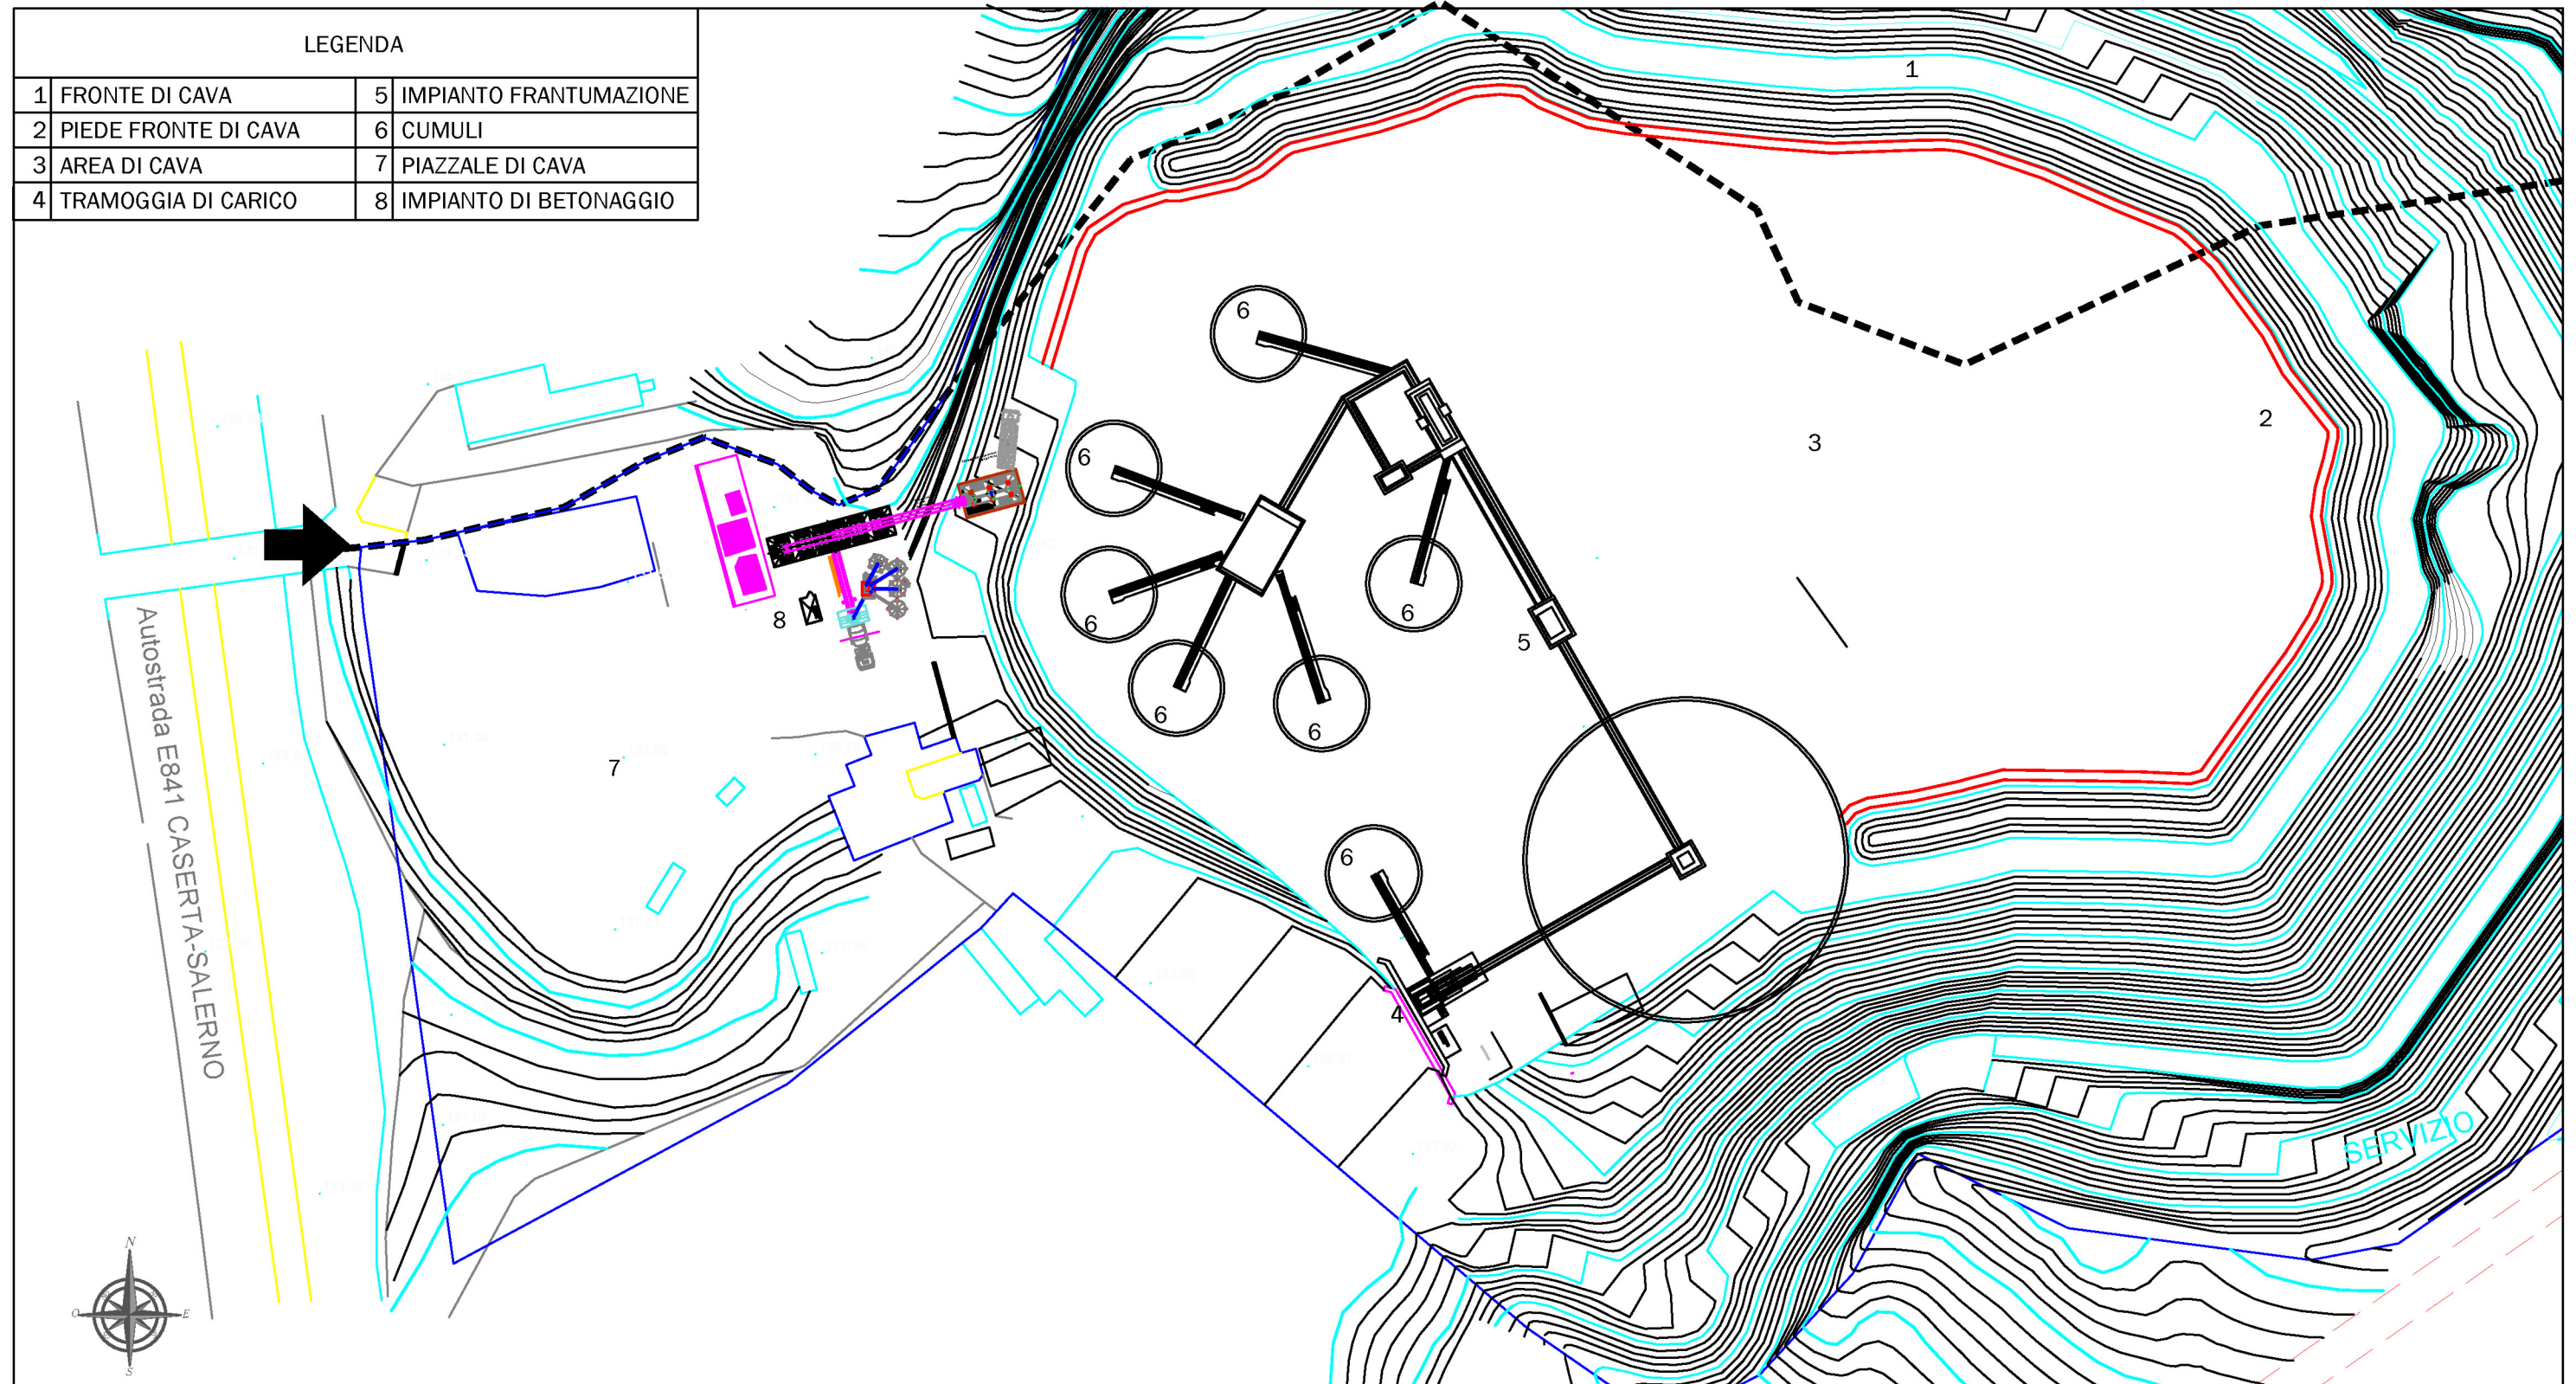 LEGENDA
1 FRONTE DI CAVA 5 IMPIANTO FRANTUMAZIONE
2 PIEDE FRONTE DI CAVA 6 CUMULI
3 AREA DI CAVA 7 PIAZZALE DI CAVA
4 TRAMOGGIA DI CARICO 8 IMPIANTO DI BETONAGGIO
1
6
2
3
6
6
6
8
6
5
6
6
7
6
4
Autostrada E841 CASERTA-SALERNO
SERVIZIO
N
O
E
S